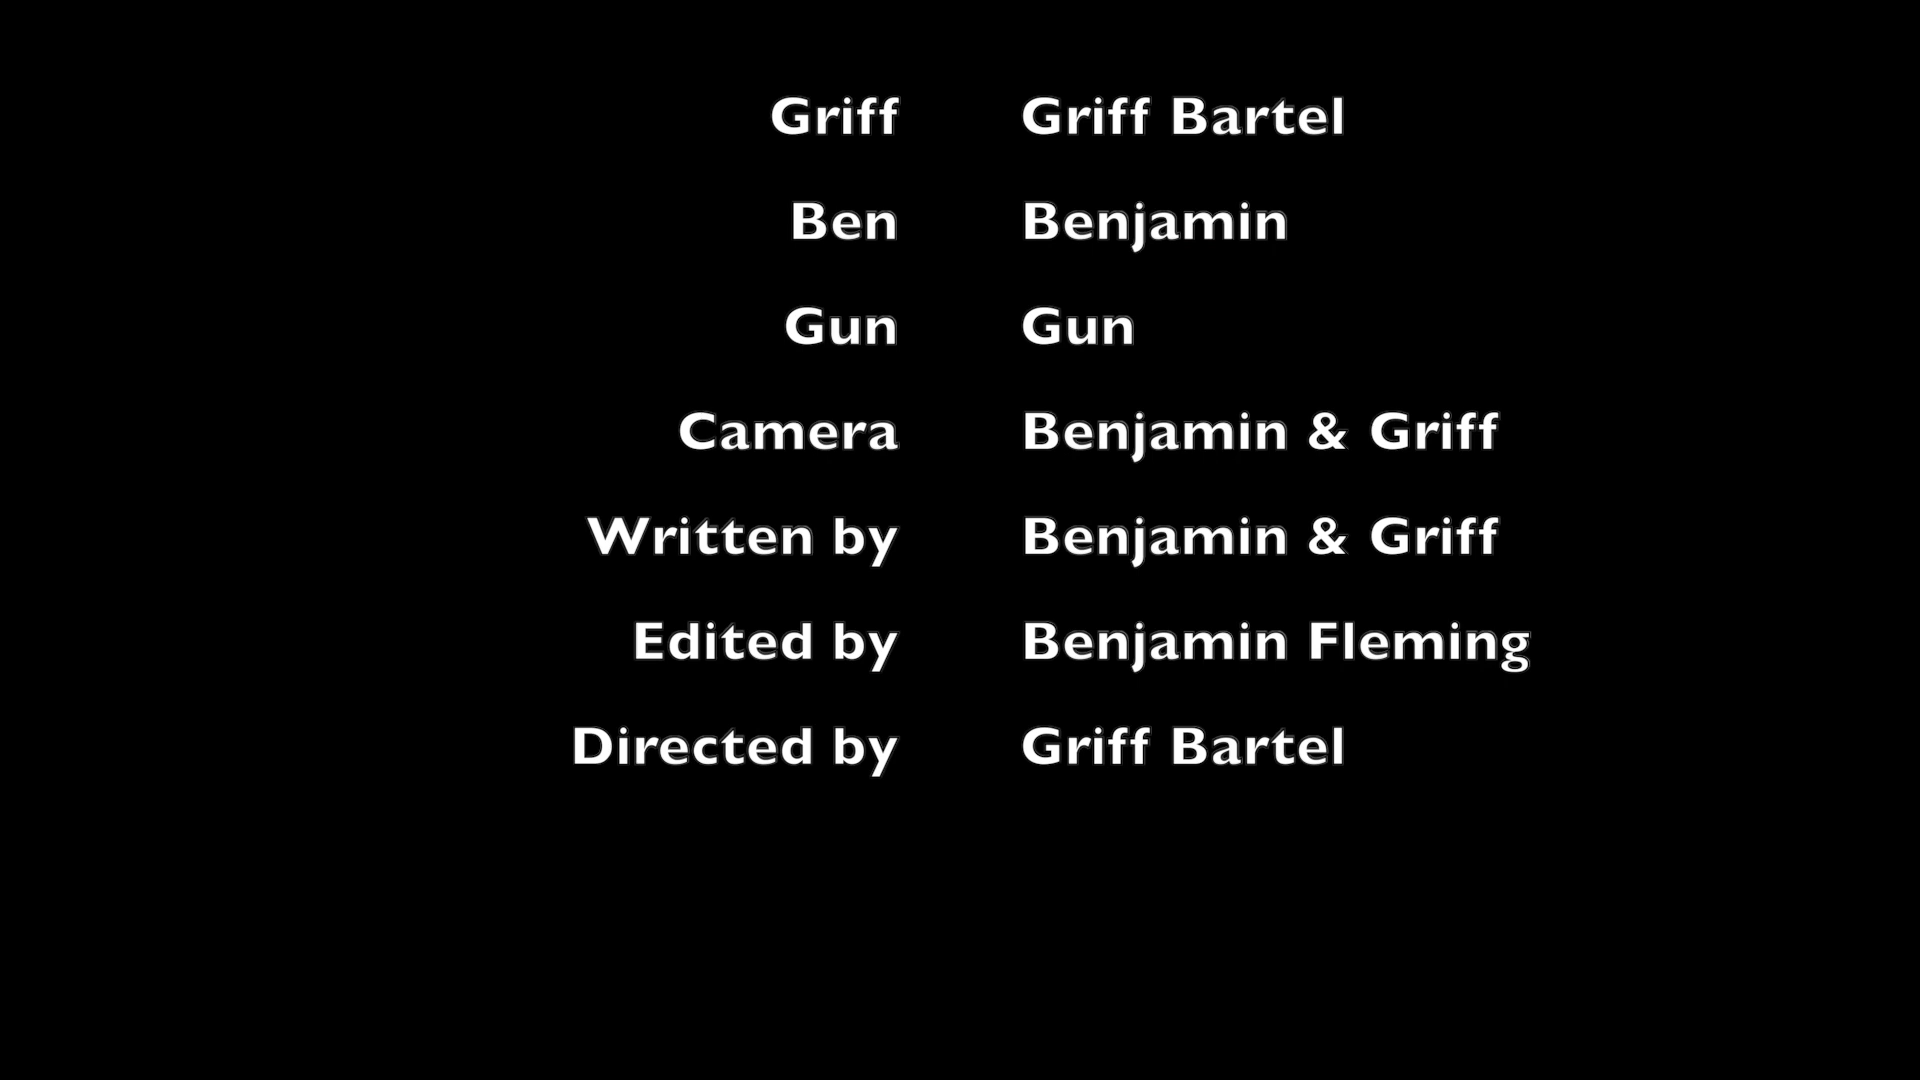 Griff Griff Bartel
Ben Benjamin
Gun Gun
Camera Benjamin & Griff
Written by Benjamin & Griff
Edited by Benjamin Fleming
Directed by Griff Bartel